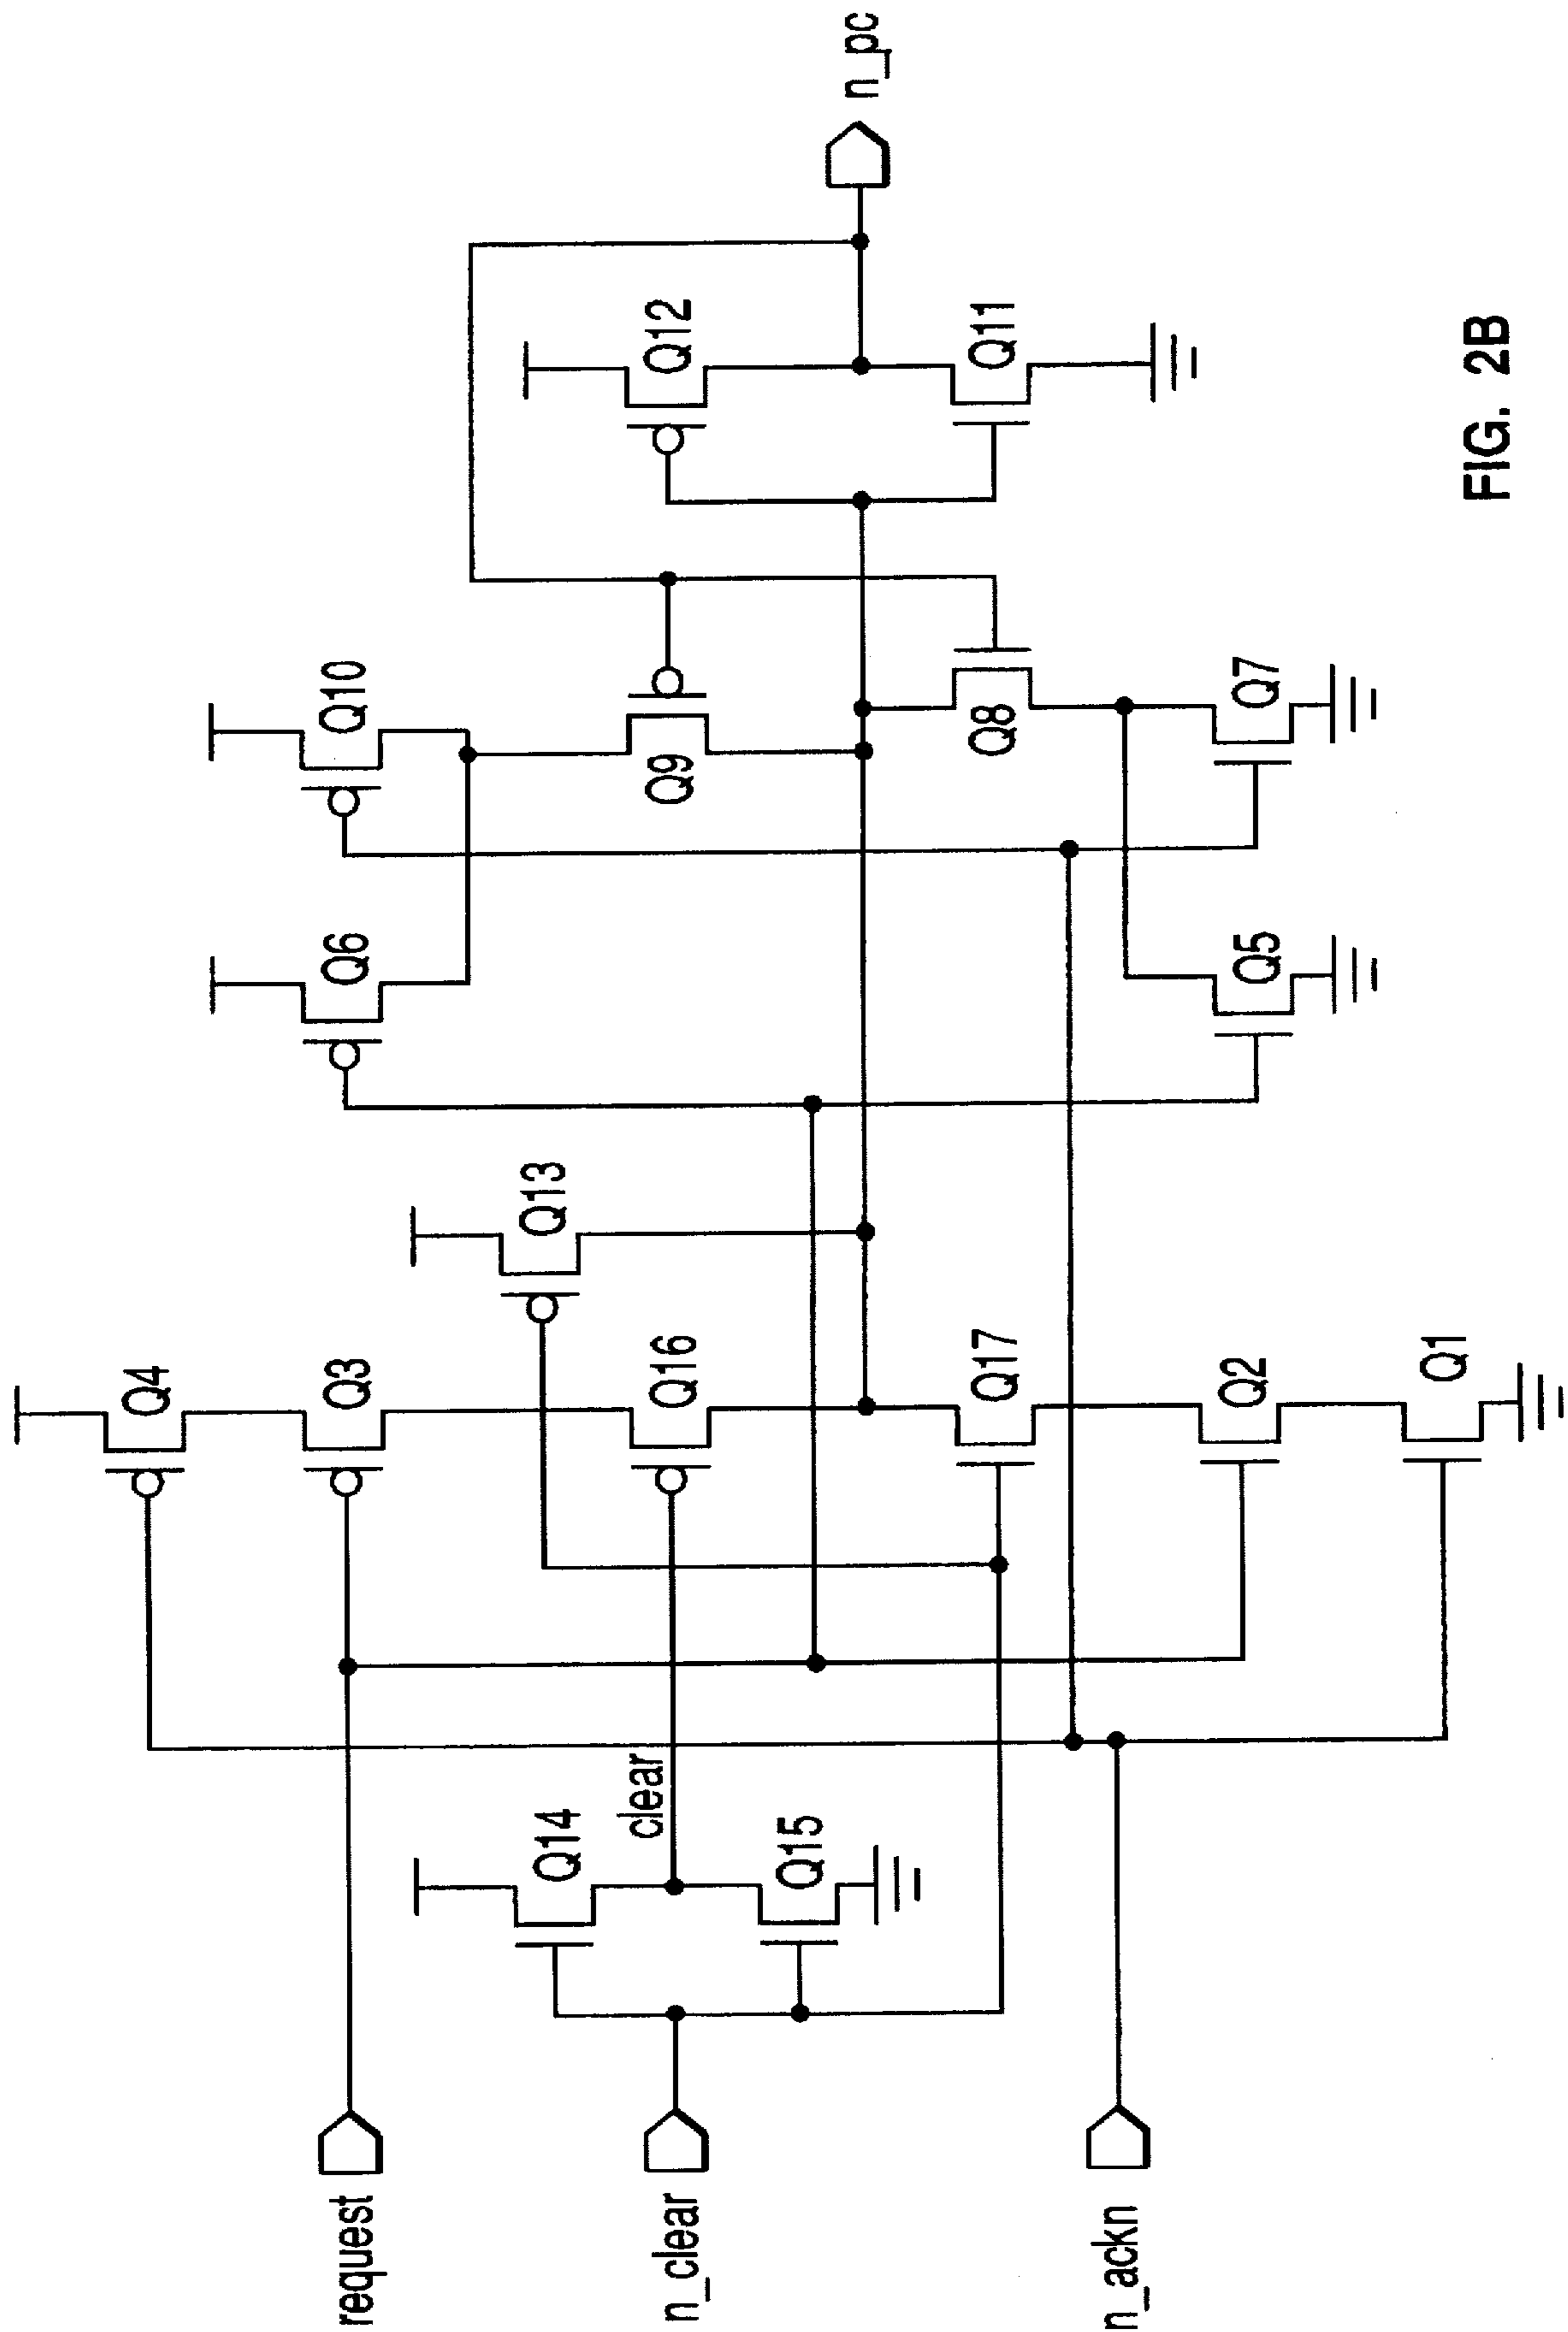 request
n_clear
n_ackn
Q14
clear
Q15
Q4
Q3
Q16
Q17
Q2
Q1
Q13
Q6
Q5
Q10
Q9
Q8
Q7
Q12
Q11
n_pc
FIG. 2B